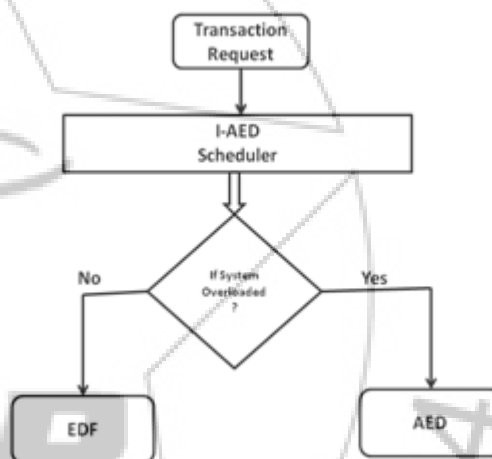 Transaction
Request
I-AED
Scheduler
If System
Overloaded
?
No
Yes
EDF
AED